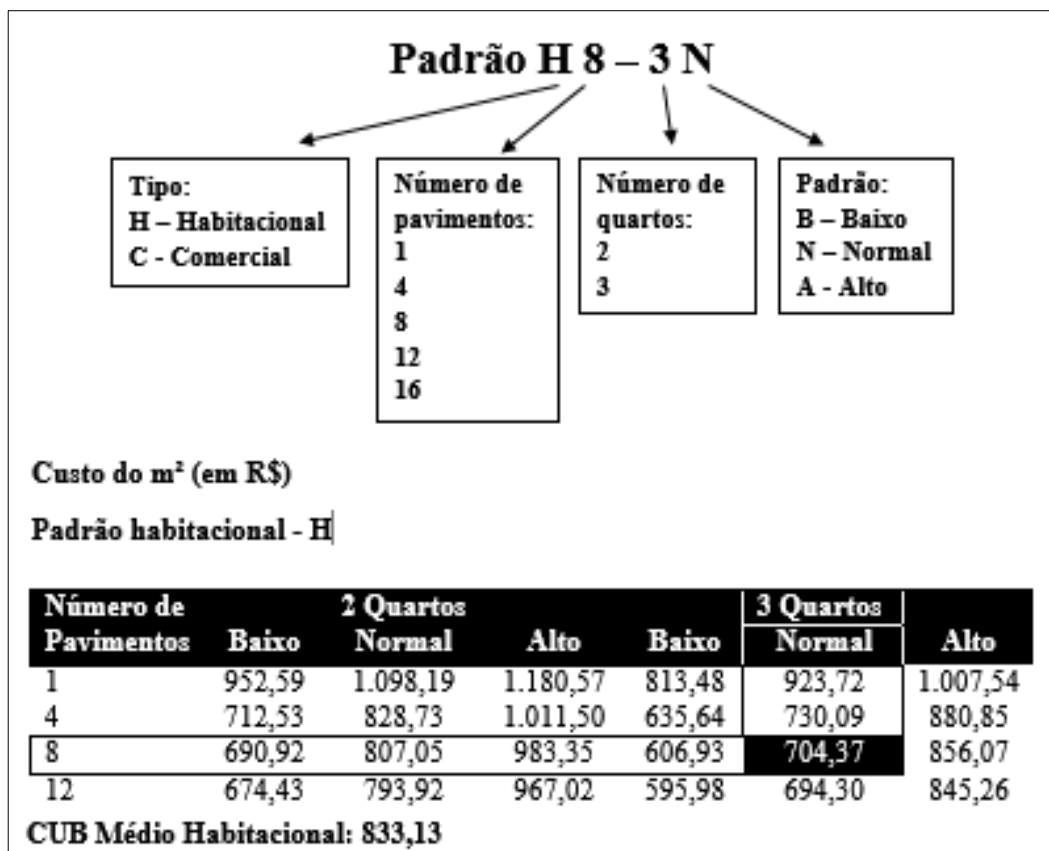 Padrão H 8 – 3 N
Tipo:
H – Habitacional
C - Comercial
Número de
pavimentos:
1
4
8
12
16
Número de
quartos:
2
3
Padrão:
B – Baixo
N – Normal
A - Alto
Custo do m² (em R$)
Padrão habitacional - H
Número de 2 Quartos 3 Quartos
Pavimentos Baixo Normal Alto Baixo Normal Alto
1 952,59 1.098,19 1.180,57 813,48 923,72 1.007,54
4 712,53 828,73 1.011,50 635,64 730,09 880,85
8 690,92 807,05 983,35 606,93 704,37 856,07
12 674,43 793,92 967,02 595,98 694,30 845,26
CUB Médio Habitacional: 833,13